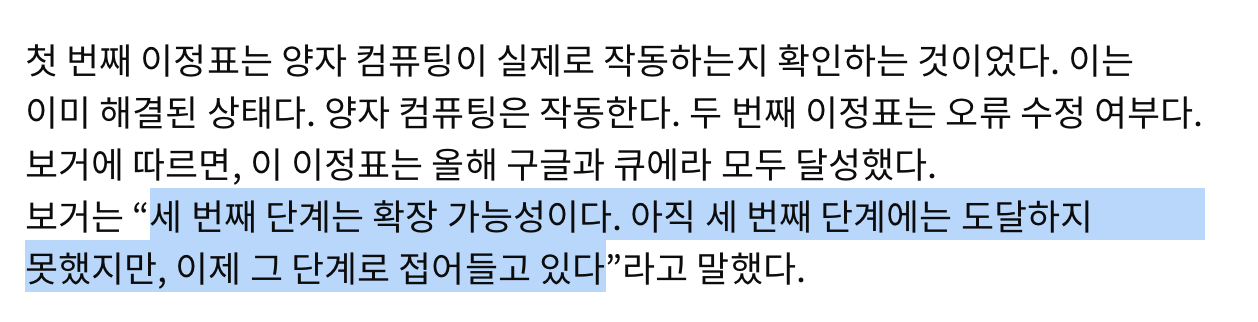 첫 번째 이정표는 양자 컴퓨팅이 실제로 작동하는지 확인하는 것이었다. 이는
이미 해결된 상태다. 양자 컴퓨팅은 작동한다. 두 번째 이정표는 오류 수정 여부다.
보거에 따르면, 이 이정표는 올해 구글과 큐에라 모두 달성했다.
보거는 “세 번째 단계는 확장 가능성이다. 아직 세 번째 단계에는 도달하지
못했지만, 이제 그 단계로 접어들고 있다”라고 말했다.